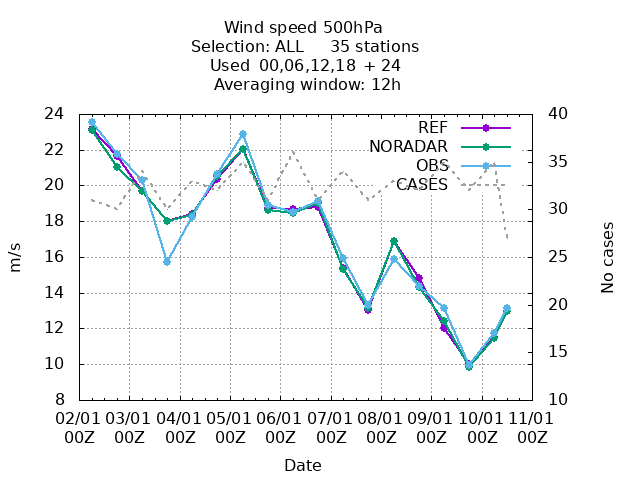 Wind speed 500hPa
Selection: ALL     35 stations
Used 00,06,12,18 + 24
Averaging window: 12h
24
22
20
18
16
14
12
10
8
m/s
40
35
30
25
20
15
10
No cases
REF
NORADAR
OBS
CASES
02/01 03/01 04/01 05/01 06/01 07/01 08/01 09/01 10/01 11/01
00Z 00Z 00Z 00Z 00Z 00Z 00Z 00Z 00Z 00Z
Date